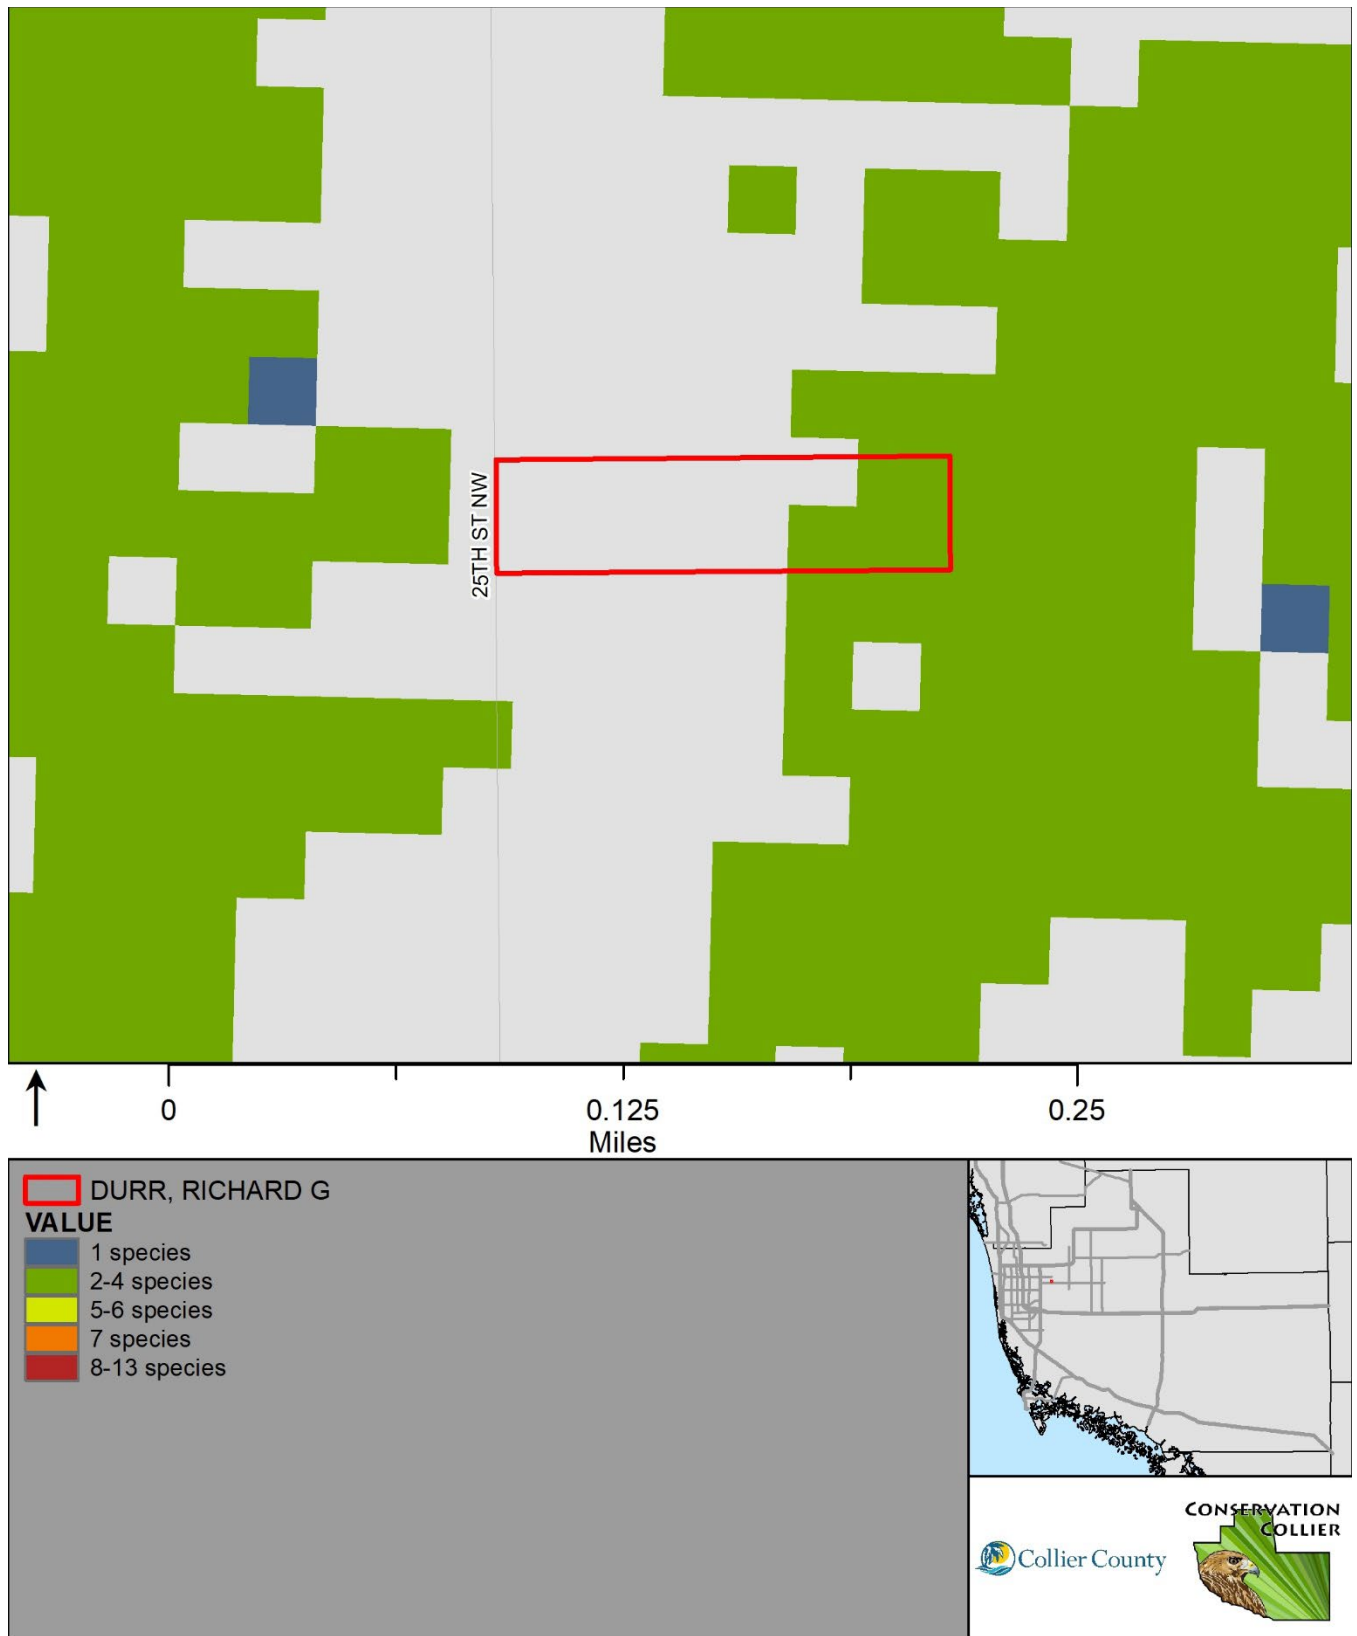 25TH ST NW
0
0.125
0.25
Miles
DURR, RICHARD G
VALUE
1 species
2-4 species
5-6 species
7 species
8-13 species
CONSERVATION
COLLIER
Collier County